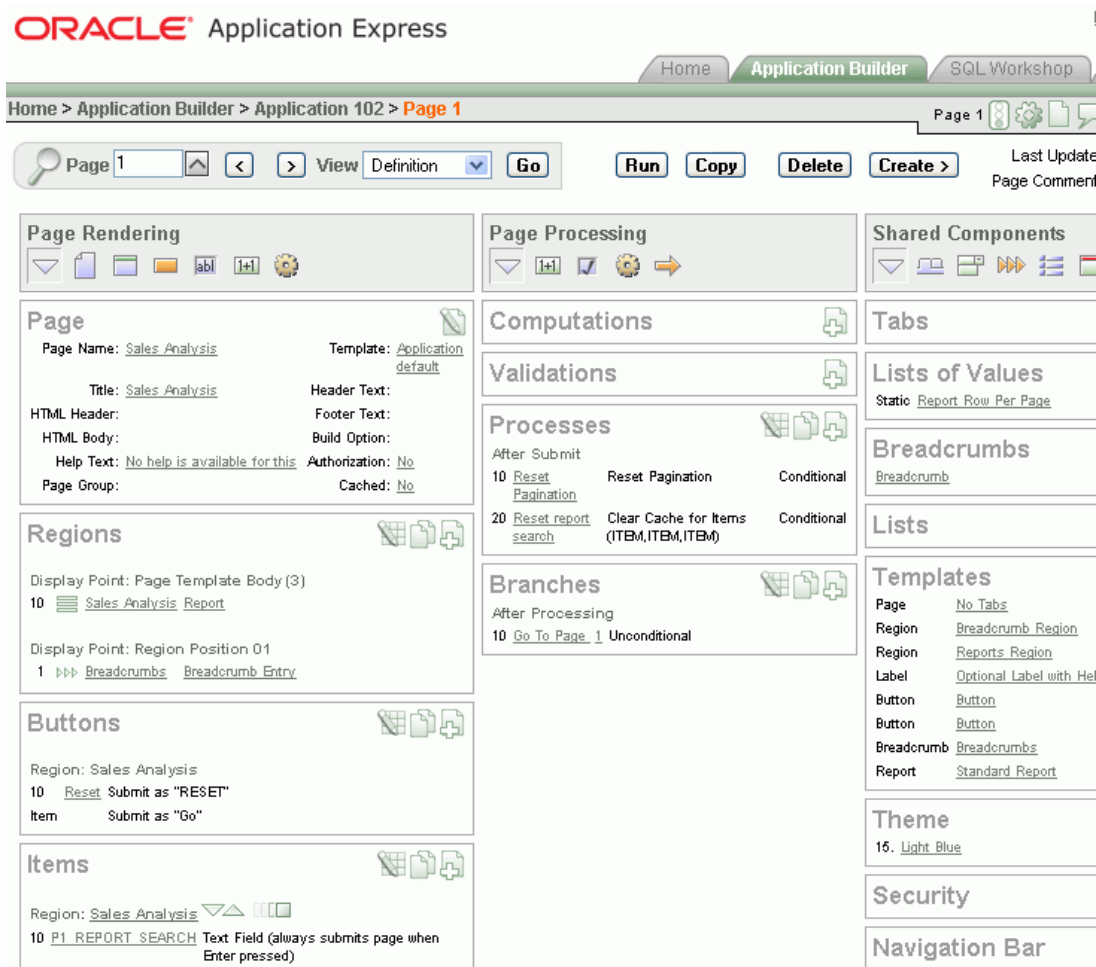 ORACLE® Application Express
Home
Application Builder
SQL Workshop
Home > Application Builder > Application 102 > Page 1
Page 1
Page 1 < > View Definition Go
Run Copy Delete Create >
Last Update
Page Comment
Page Rendering
abl 1+1
Page
Page Name: Sales Analysis
Template: Application default
Title: Sales Analysis
Header Text:
HTML Header:
Footer Text:
HTML Body:
Build Option:
Help Text: No help is available for this
Authorization: No
Page Group:
Cached: No
Regions
Display Point: Page Template Body (3)
10 Sales Analysis Report
Display Point: Region Position 01
1 Breadcrumbs Breadcrumb Entry
Buttons
Region: Sales Analysis
10 Reset Submit as "RESET"
Item Submit as "Go"
Items
Region: Sales Analysis
10 P1_REPORT_SEARCH Text Field (always submits page when
Enter pressed)
Page Processing
1+1
Computations
Validations
Processes
After Submit
10 Reset Pagination Reset Pagination Conditional
20 Reset report search Clear Cache for Items (ITEM,ITEM,ITEM) Conditional
Branches
After Processing
10 Go To Page 1 Unconditional
Shared Components
Tabs
Lists of Values
Static Report Row Per Page
Breadcrumbs
Breadcrumb
Lists
Templates
Page No Tabs
Region Breadcrumb Region
Region Reports Region
Label Optional Label with Hel
Button Button
Button Button
Breadcrumb Breadcrumbs
Report Standard Report
Theme
15. Light Blue
Security
Navigation Bar